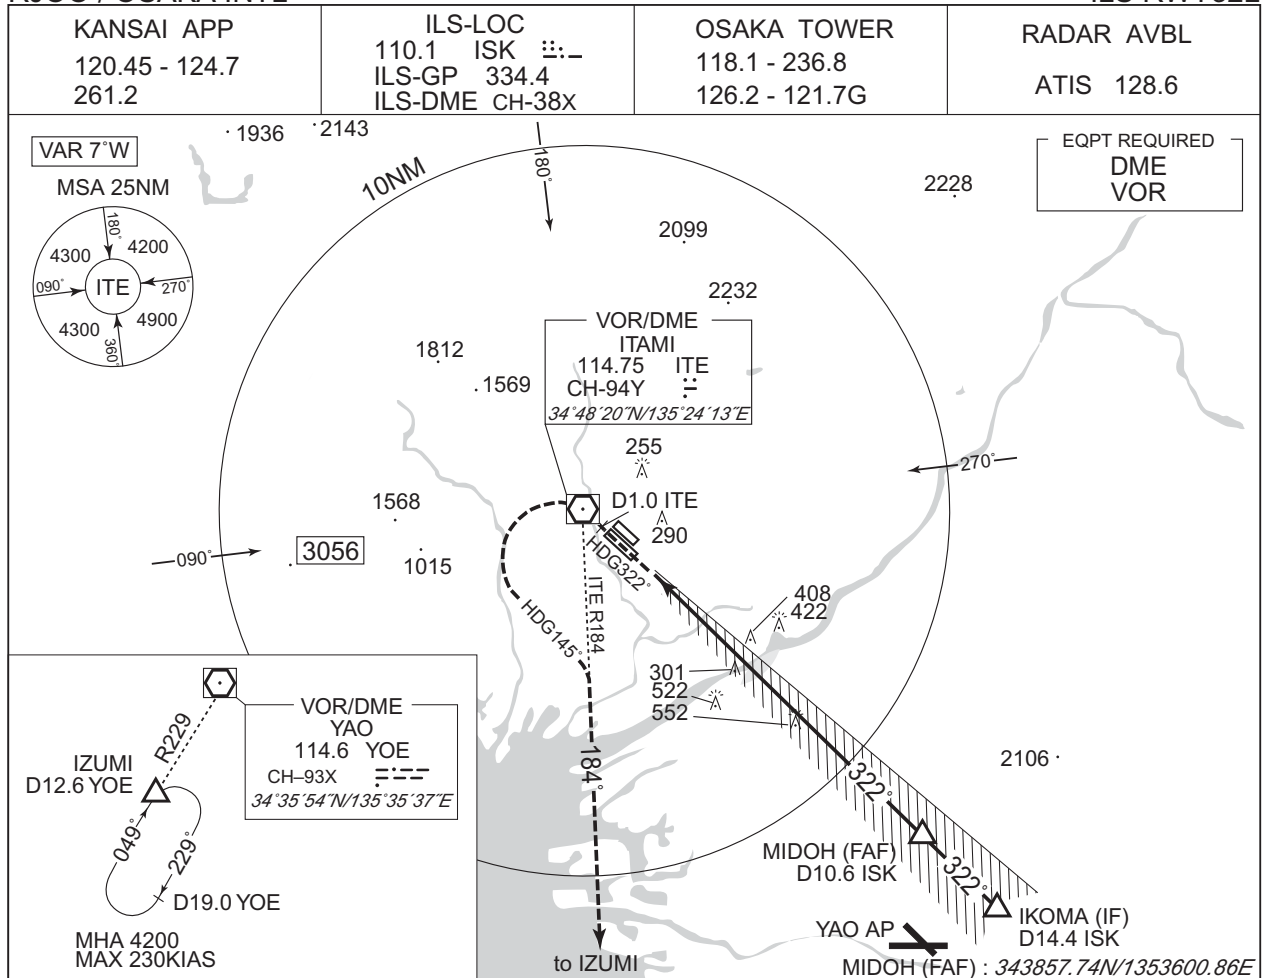 KANSAI APP
120.45 - 124.7
261.2
ILS-LOC
110.1 ISK
ILS-GP 334.4
ILS-DME CH-38X
OSAKA TOWER
118.1 - 236.8
126.2 - 121.7G
RADAR AVBL
ATIS 128.6
VAR 7°W
MSA 25NM
180°
4300
4200
090°
ITE
270°
4300
4900
360°
1936
2143
10NM
180°
EQPT REQUIRED
DME
VOR
2228
2099
2232
VOR/DME
ITAMI
114.75 ITE
CH-94Y
34°48´20˝N/135°24´13˝E
1812
1569
255
270°
D1.0 ITE
1568
290
090°
3056
1015
HDG322°
ITE R184
HDG145°
408
422
301
522
552
184°
322°
2106
MIDOH (FAF)
D10.6 ISK
322°
IKOMA (IF)
D14.4 ISK
YAO AP
to IZUMI
MIDOH (FAF) : 343857.74N/1353600.86E
VOR/DME
YAO
114.6 YOE
CH–93X
34°35´54˝N/135°35´37˝E
R229
IZUMI
D12.6 YOE
049°
229°
D19.0 YOE
MHA 4200
MAX 230KIAS